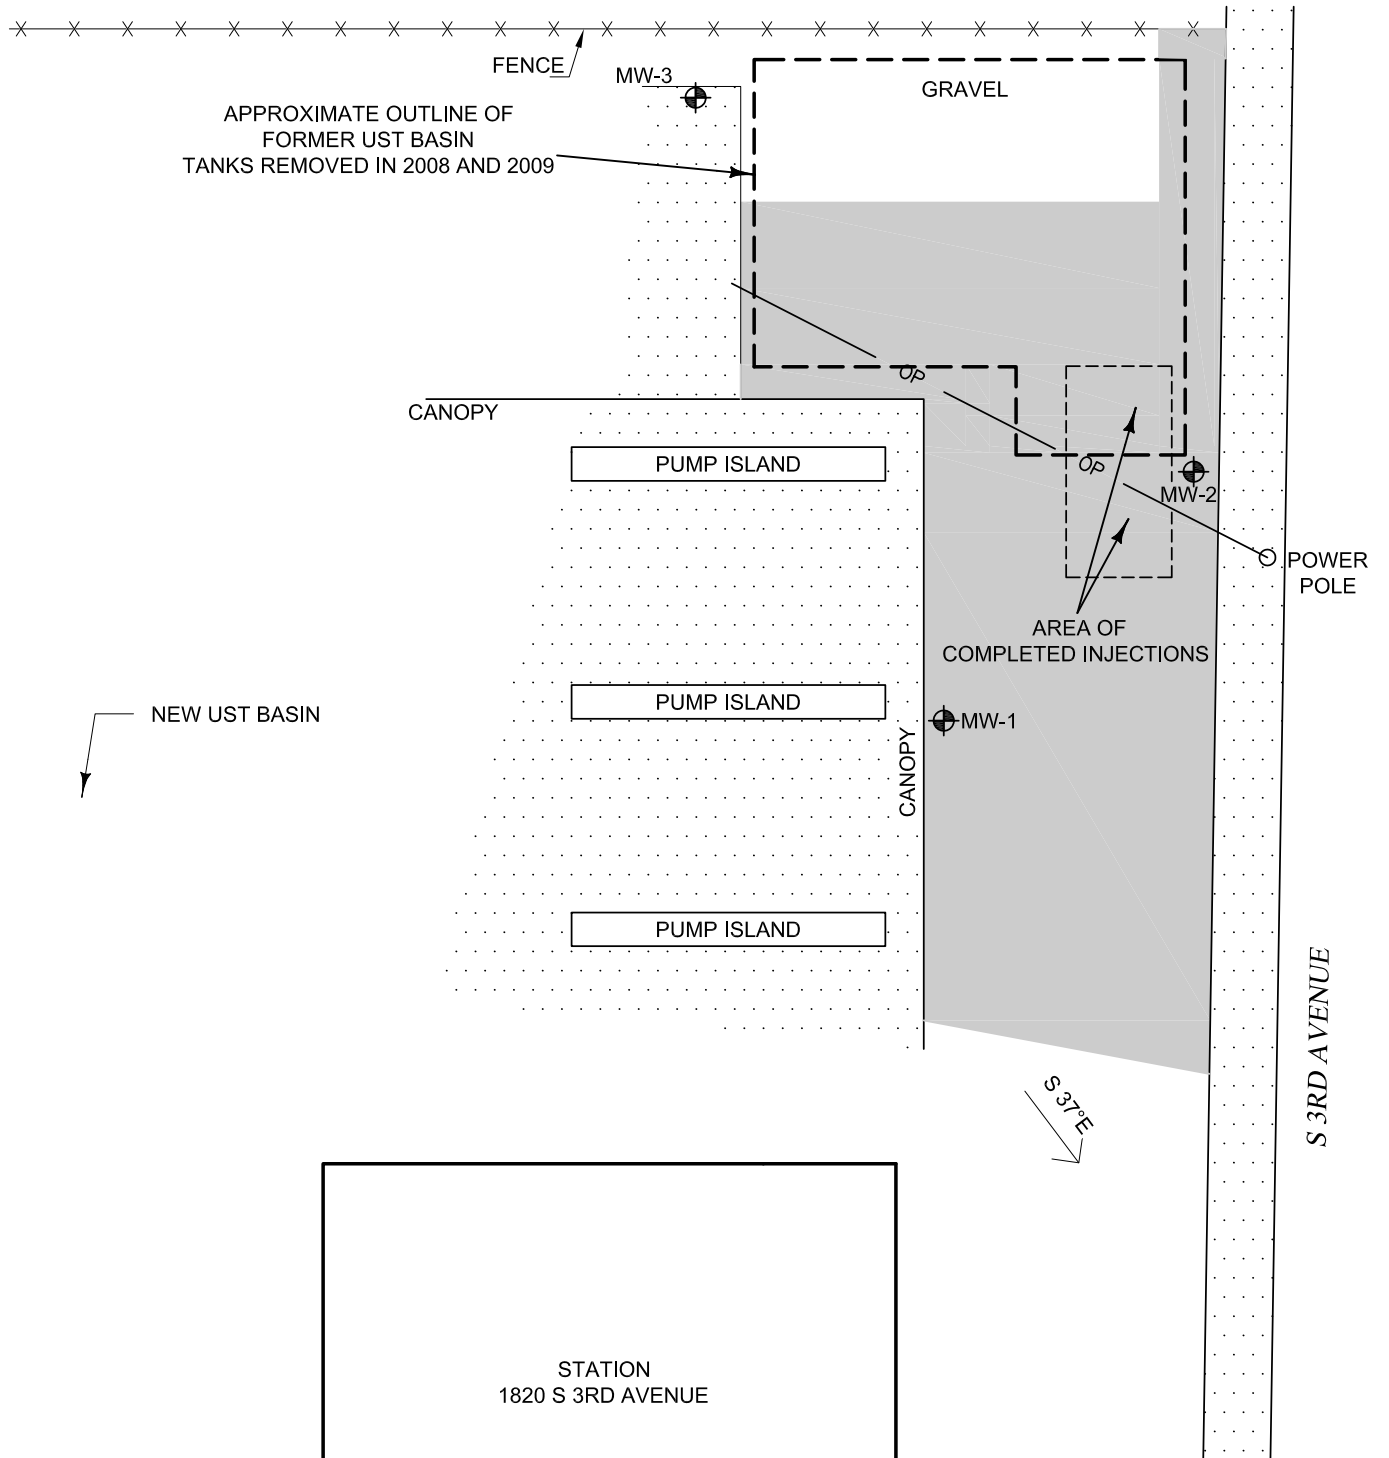 FENCE
MW-3
GRAVEL
APPROXIMATE OUTLINE OF
FORMER UST BASIN
TANKS REMOVED IN 2008 AND 2009
OP
CANOPY
PUMP ISLAND
OP
MW-2
POWER
POLE
AREA OF
COMPLETED INJECTIONS
PUMP ISLAND
NEW UST BASIN
MW-1
CANOPY
PUMP ISLAND
S 3RD AVENUE
S 37°E
STATION
1820 S 3RD AVENUE